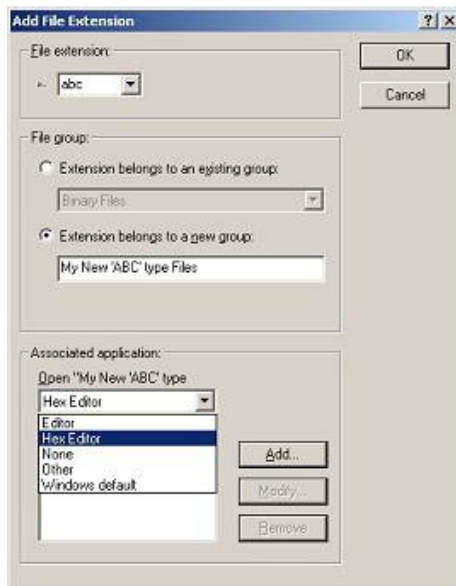 Add File Extension
File extension:
*. abc
OK
Cancel
File group:
Extension belongs to an existing group:
Binary Files
Extension belongs to a new group:
My New 'ABC' type Files
Associated application:
Open "My New 'ABC' type
Hex Editor
Editor
Hex Editor
None
Other
Windows default
Add...
Modify...
Remove